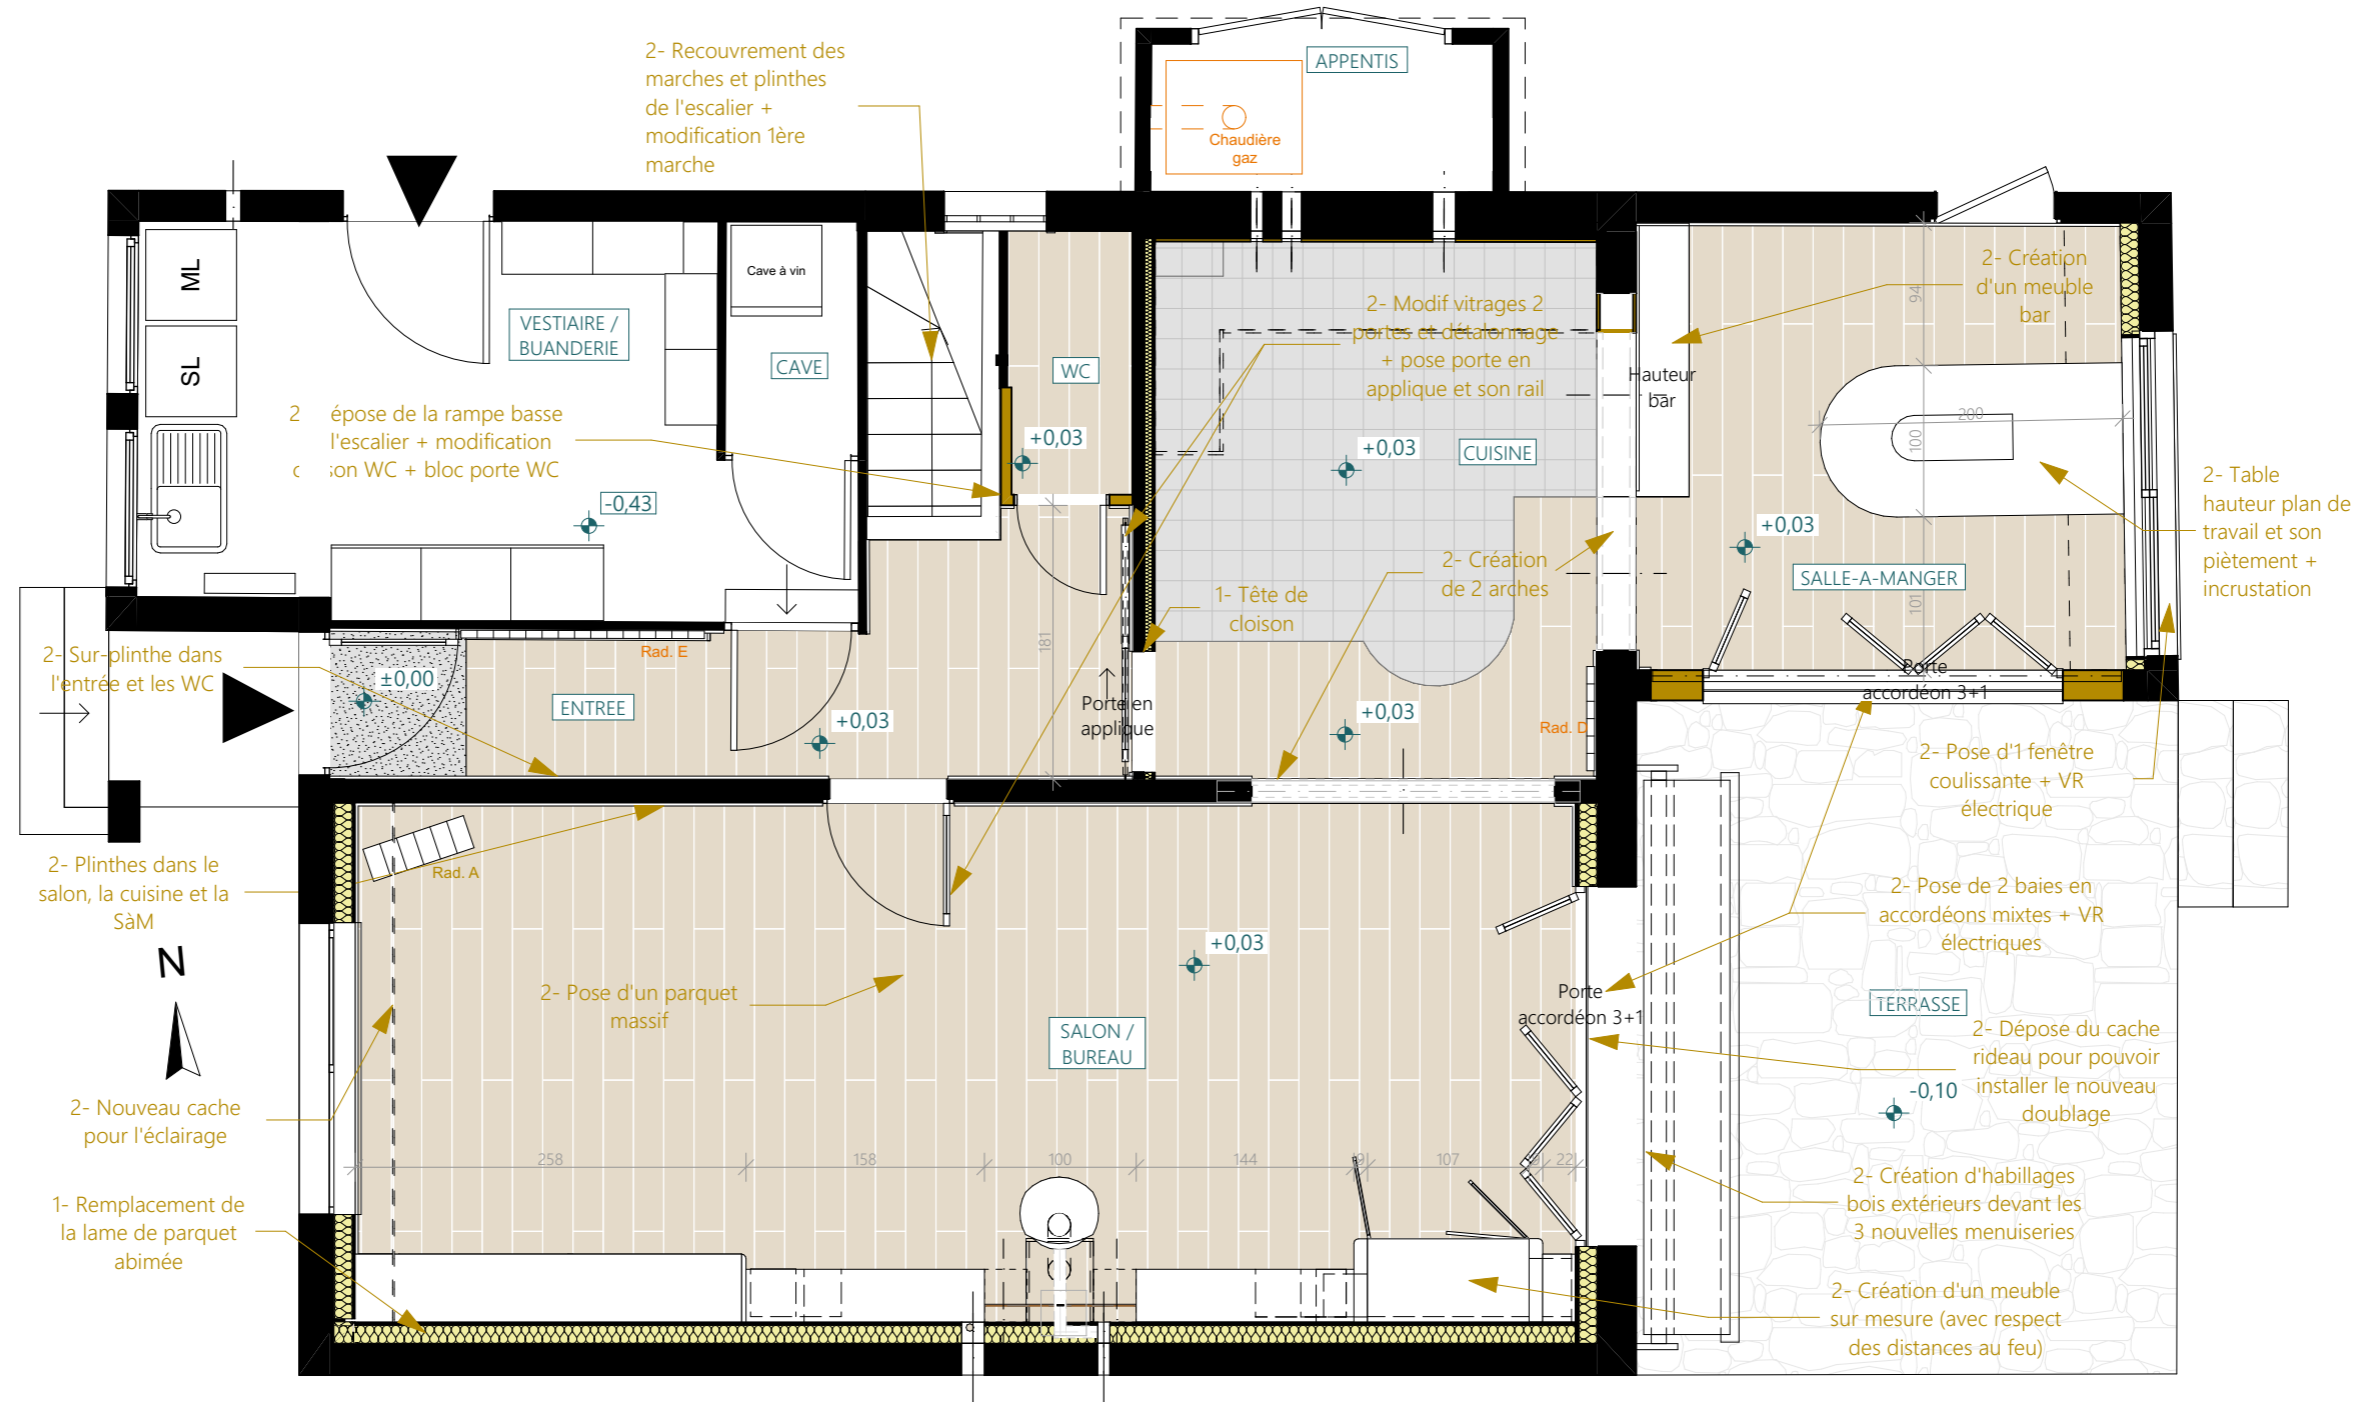 2- Recouvrement des
marches et plinthes
de l'escalier +
modification 1ère
marche
APPENTIS
Chaudière
gaz
ML
SL
VESTIAIRE /
BUANDERIE
Cave à vin
CAVE
WC
+0,03
2- Modif vitrages 2
portes et détalonnage
+ pose porte en
applique et son rail
+0,03
CUISINE
Hauteur
bar
2- Création
d'un meuble
bar
94
200
100
101
2- Table
hauteur plan de
travail et son
piètement +
incrustation
2 épose de la rampe basse
l'escalier + modification
son WC + bloc porte WC
-0,43
+0,03
SALLE-A-MANGER
2- Création
de 2 arches
1- Tête de
cloison
181
2- Sur-plinthe dans
l'entrée et les WC
±0,00
Rad. E
ENTREE
+0,03
Porte en
applique
+0,03
Rad. D
Porte
accordéon 3+1
2- Pose d'1 fenêtre
coulissante + VR
électrique
2- Plinthes dans le
salon, la cuisine et la
SàM
Rad. A
N
2- Pose de 2 baies en
accordéons mixtes + VR
électriques
+0,03
2- Pose d'un parquet
massif
SALON /
BUREAU
Porte
accordéon 3+1
TERRASSE
2- Dépose du cache
rideau pour pouvoir
installer le nouveau
doublage
-0,10
2- Nouveau cache
pour l'éclairage
258
158
100
144
107
22
1- Remplacement de
la lame de parquet
abimée
2- Création d'habillages
bois extérieurs devant les
3 nouvelles menuiseries
2- Création d'un meuble
sur mesure (avec respect
des distances au feu)